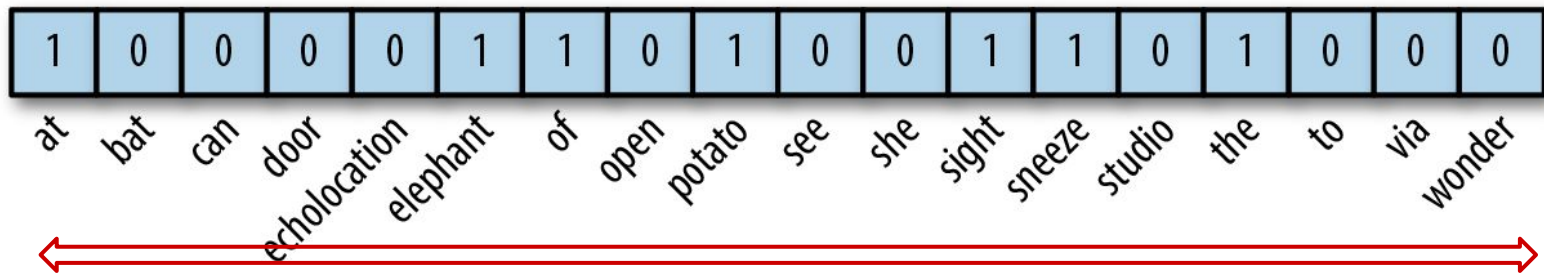 1 0 0 0 0 1 1 0 1 0 0 1 1 0 1 0 0 0
at bat can door echolocation elephant of open potato see she sight sneeze studio the to via wonder